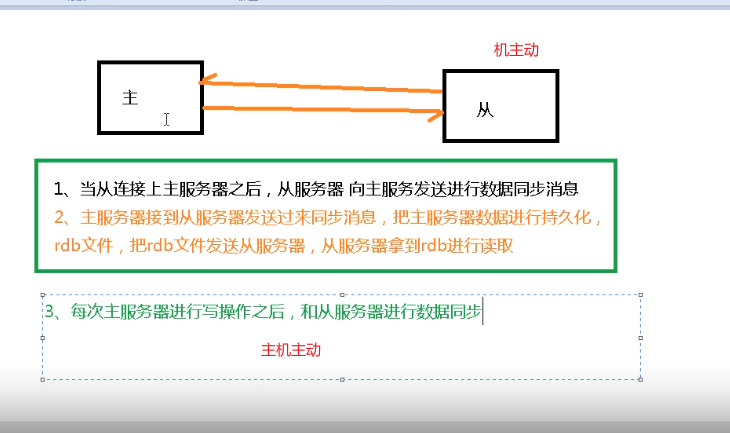 机主动
主
从
1、当从连接上主服务器之后，从服务器 向主服务发送进行数据同步消息
2、主服务器接到从服务器发送过来同步消息，把主服务器数据进行持久化，
rdb文件，把rdb文件发送从服务器，从服务器拿到rdb进行读取
3、每次主服务器进行写操作之后，和从服务器进行数据同步
主机主动